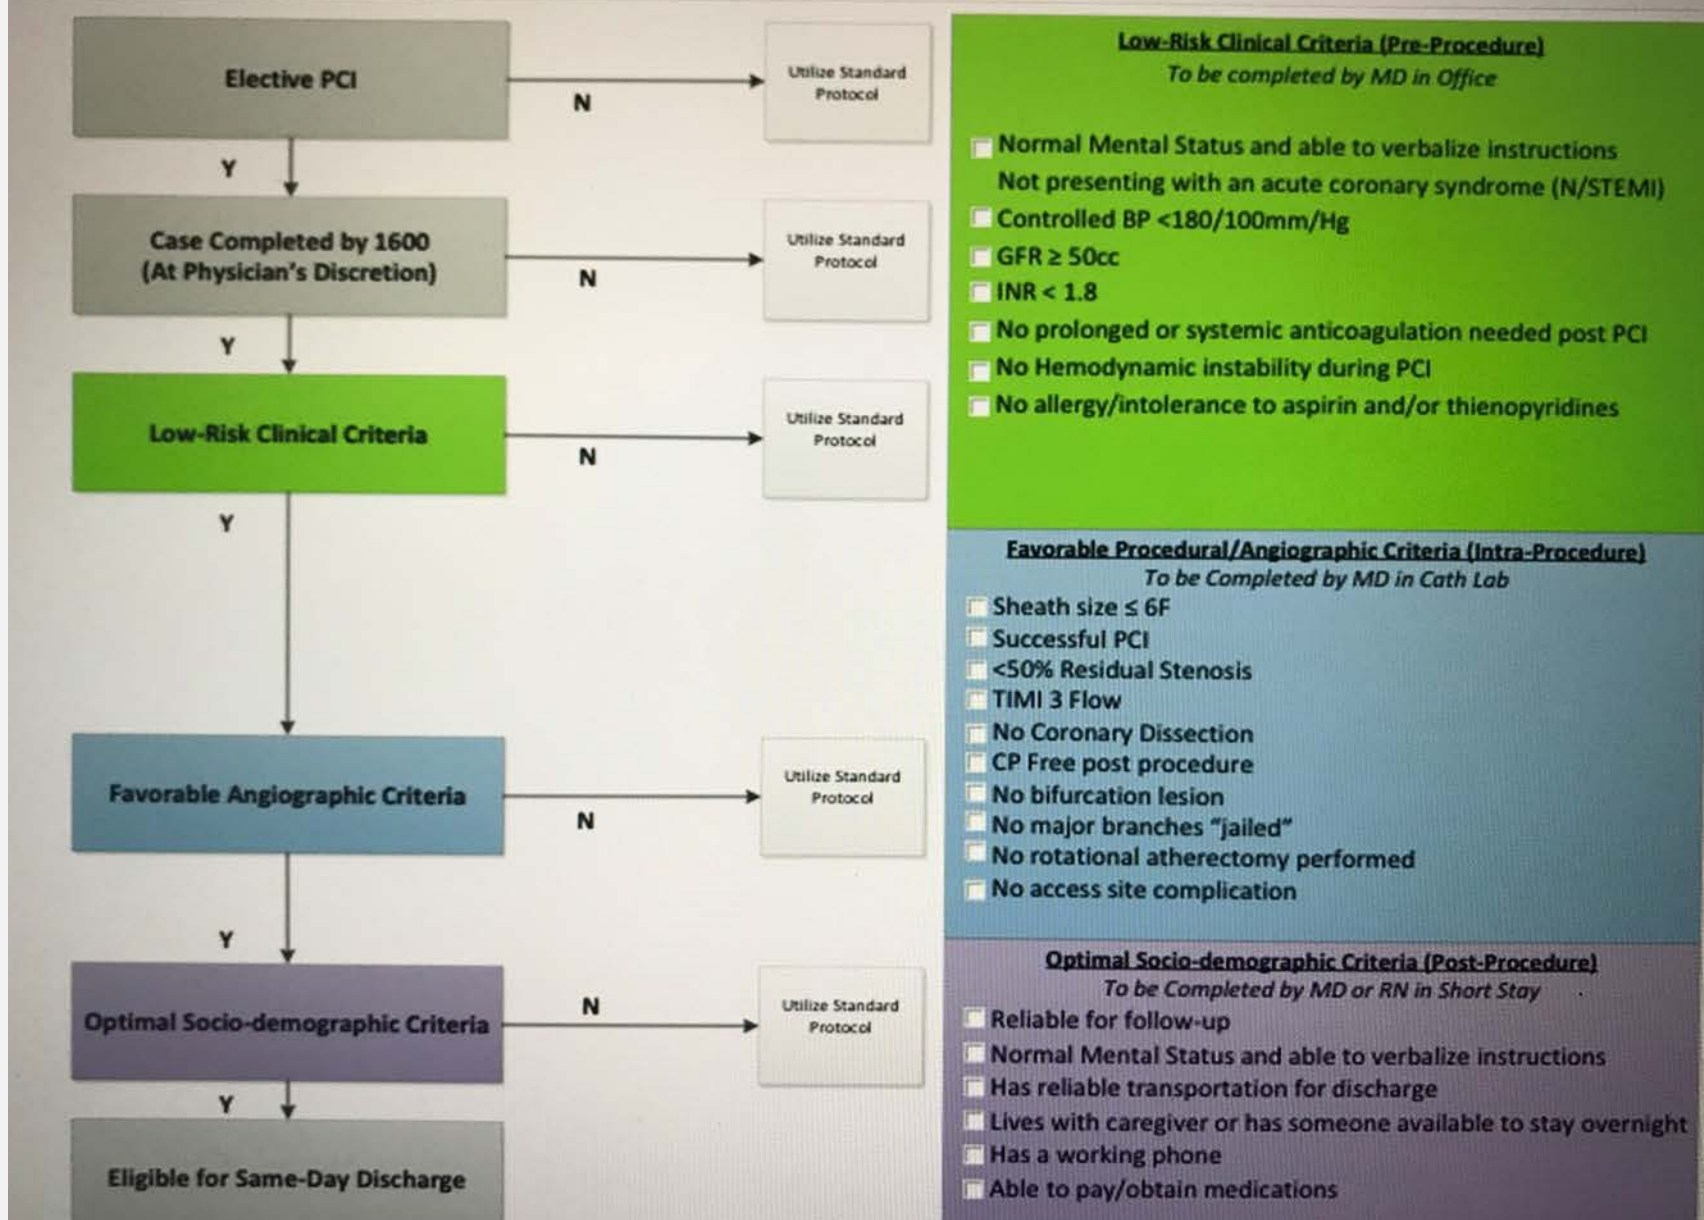 Elective PCI
N
Utilize Standard
Protocol
Y
Case Completed by 1600
(At Physician's Discretion)
N
Utilize Standard
Protocol
Y
Low-Risk Clinical Criteria
N
Utilize Standard
Protocol
Y
Favorable Angiographic Criteria
N
Utilize Standard
Protocol
Y
Optimal Socio-demographic Criteria
N
Utilize Standard
Protocol
Y
Eligible for Same-Day Discharge
Low-Risk Clinical Criteria (Pre-Procedure)
To be completed by MD in Office
Normal Mental Status and able to verbalize instructions
Not presenting with an acute coronary syndrome (N/STEMI)
Controlled BP <180/100mm/Hg
GFR ≥ 50cc
INR < 1.8
No prolonged or systemic anticoagulation needed post PCI
No Hemodynamic instability during PCI
No allergy/intolerance to aspirin and/or thienopyridines
Favorable Procedural/Angiographic Criteria (Intra-Procedure)
To be Completed by MD in Cath Lab
Sheath size ≤ 6F
Successful PCI
<50% Residual Stenosis
TIMI 3 Flow
No Coronary Dissection
CP Free post procedure
No bifurcation lesion
No major branches "jailed"
No rotational atherectomy performed
No access site complication
Optimal Socio-demographic Criteria (Post-Procedure)
To be Completed by MD or RN in Short Stay
Reliable for follow-up
Normal Mental Status and able to verbalize instructions
Has reliable transportation for discharge
Lives with caregiver or has someone available to stay overnight
Has a working phone
Able to pay/obtain medications